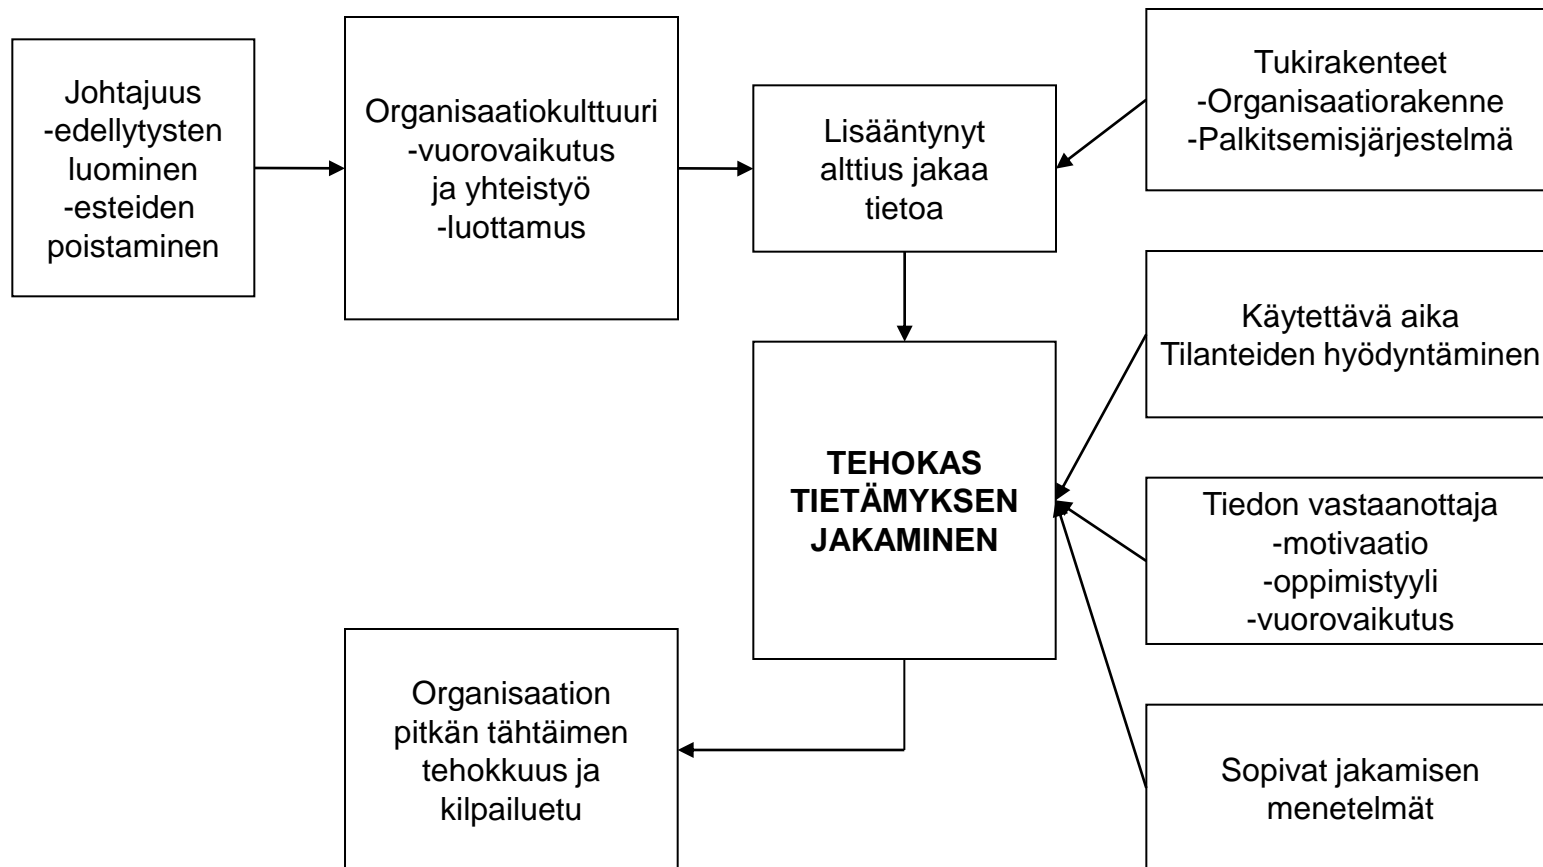 Johtajuus
-edellytysten
luominen
-esteiden
poistaminen
Organisaatiokulttuuri
-vuorovaikutus
ja yhteistyö
-luottamus
Lisääntynyt
alttius jakaa
tietoa
Tukirakenteet
-Organisaatiorakenne
-Palkitsemisjärjestelmä
Käytettävä aika
Tilanteiden hyödyntäminen
TEHOKAS
TIETÄMYKSEN
JAKAMINEN
Tiedon vastaanottaja
-motivaatio
-oppimistyyli
-vuorovaikutus
Organisaation
pitkän tähtäimen
tehokkuus ja
kilpailuetu
Sopivat jakamisen
menetelmät